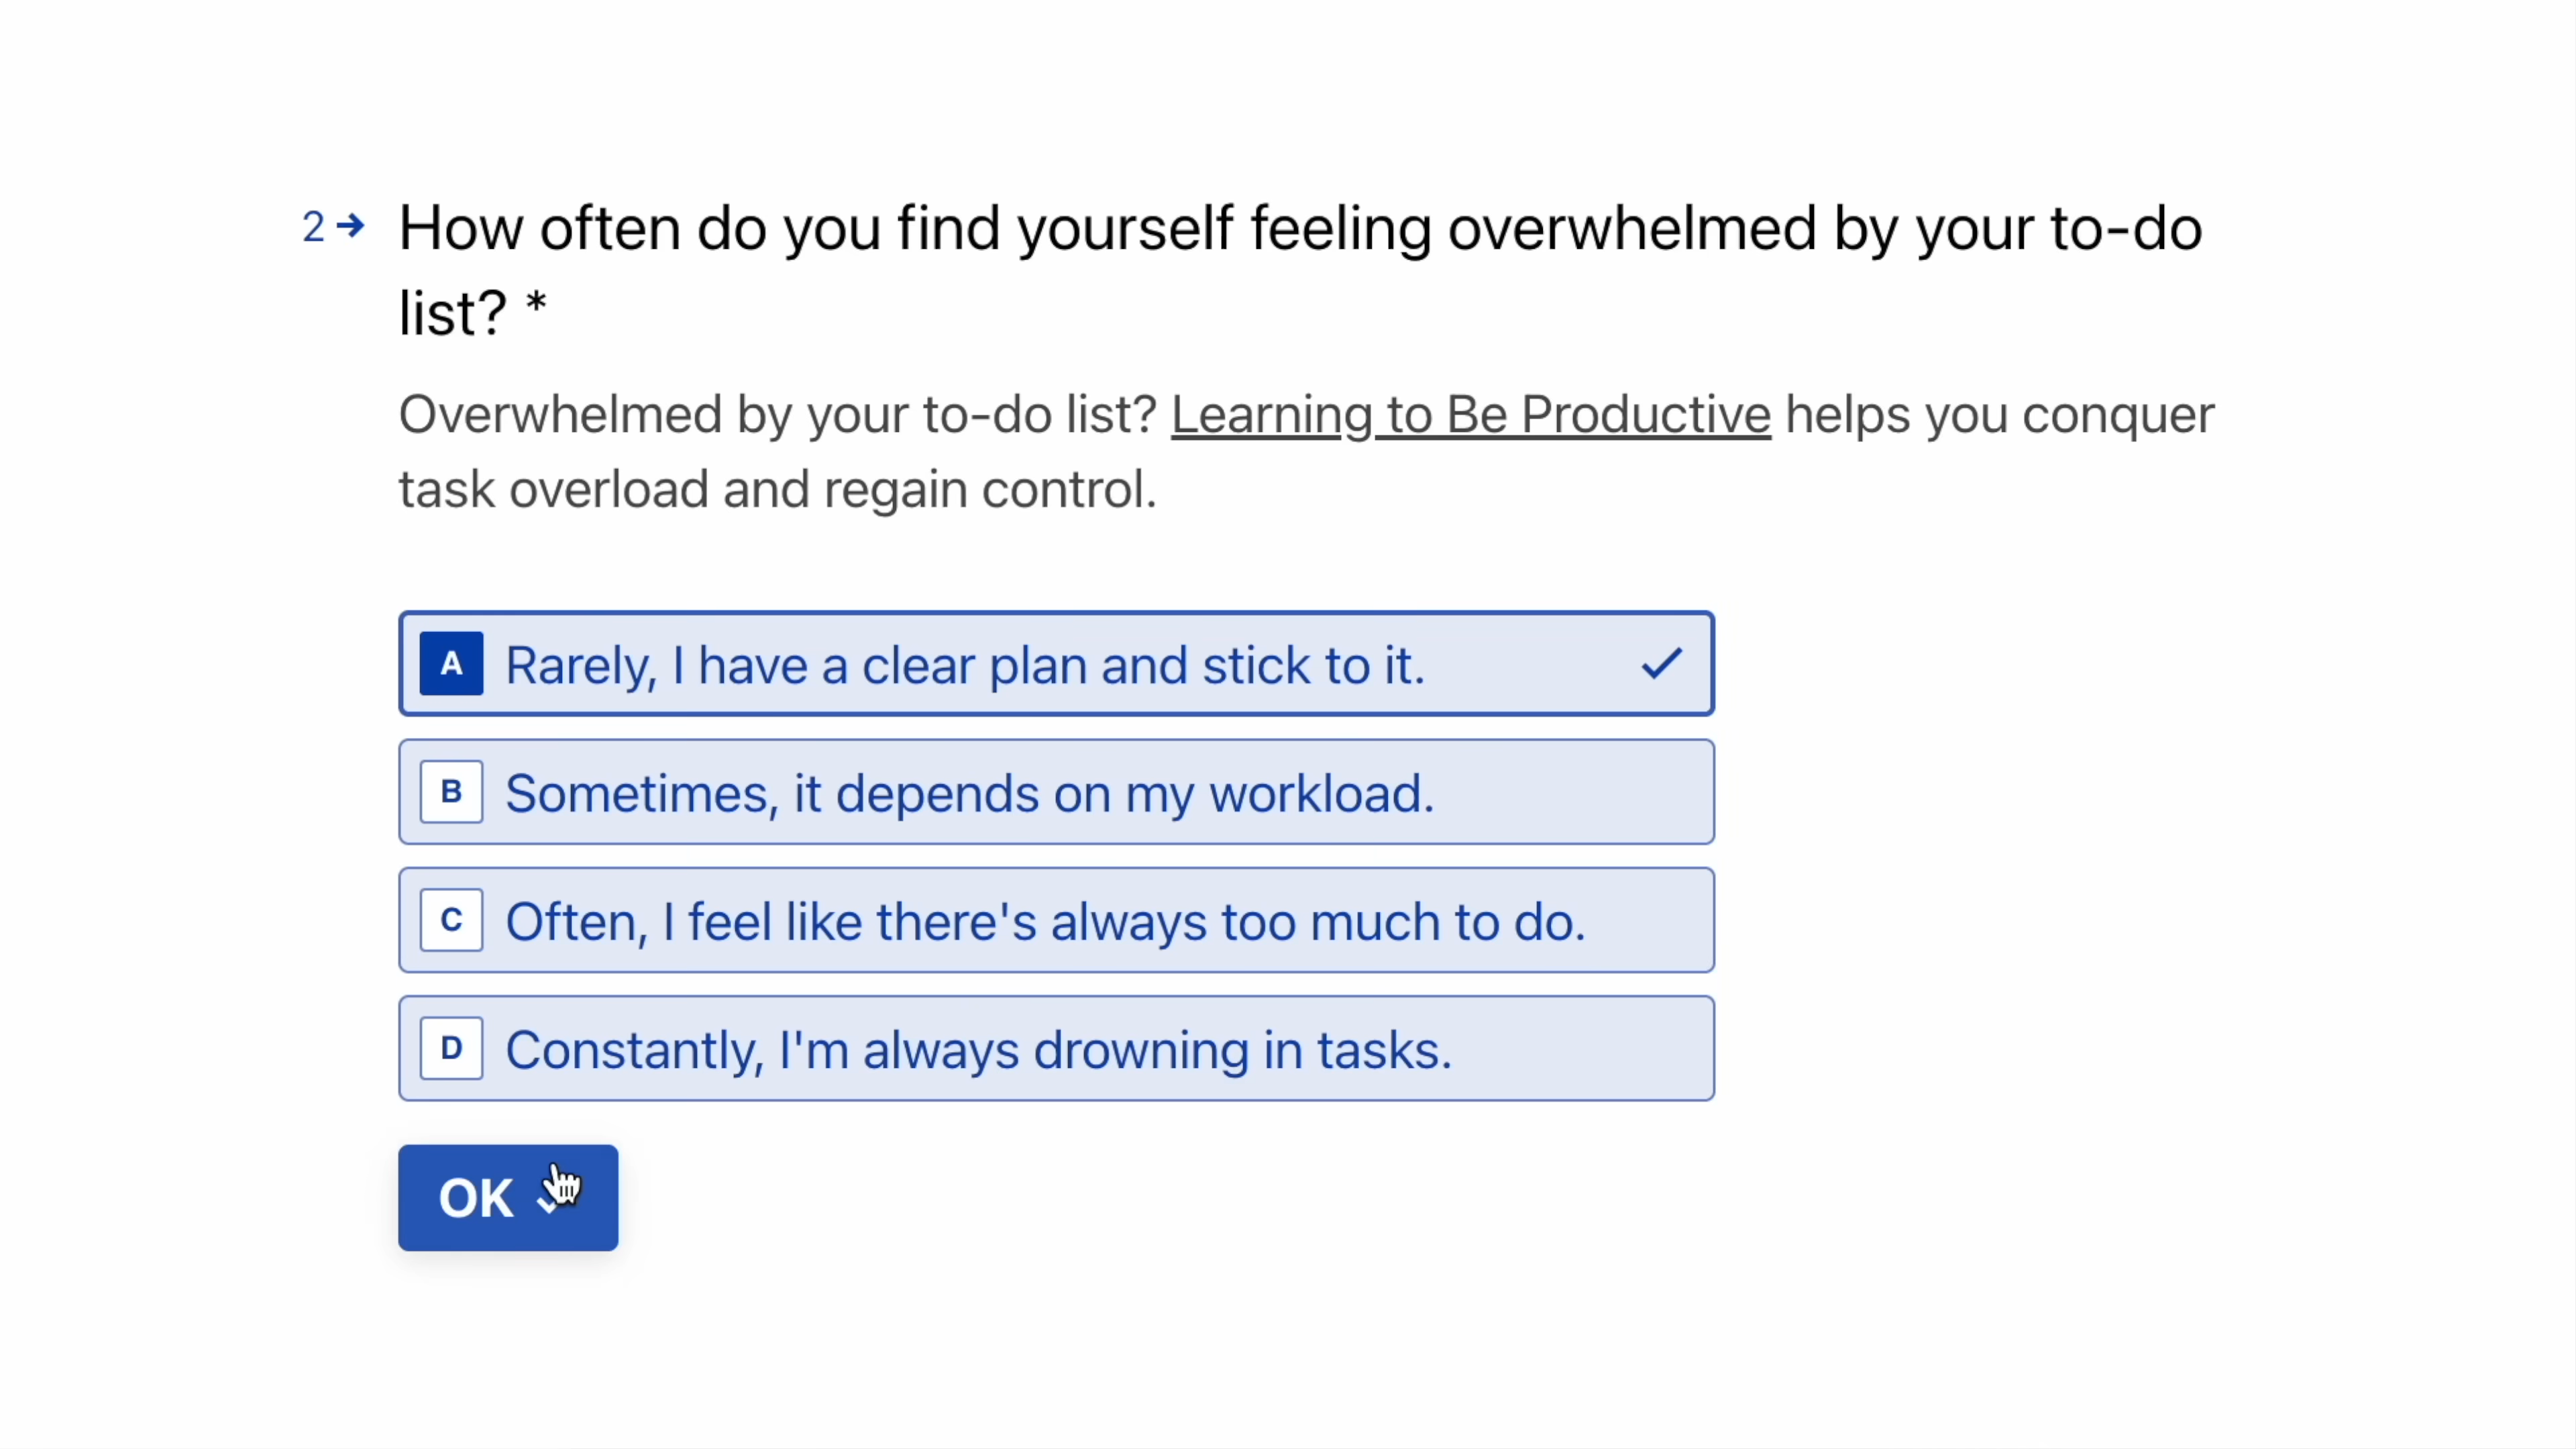 2→ How often do you find yourself feeling overwhelmed by your to-do
list? *
Overwhelmed by your to-do list? Learning to Be Productive helps you conquer
task overload and regain control.
A Rarely, I have a clear plan and stick to it.
B Sometimes, it depends on my workload.
C Often, I feel like there's always too much to do.
D Constantly, I'm always drowning in tasks.
OK